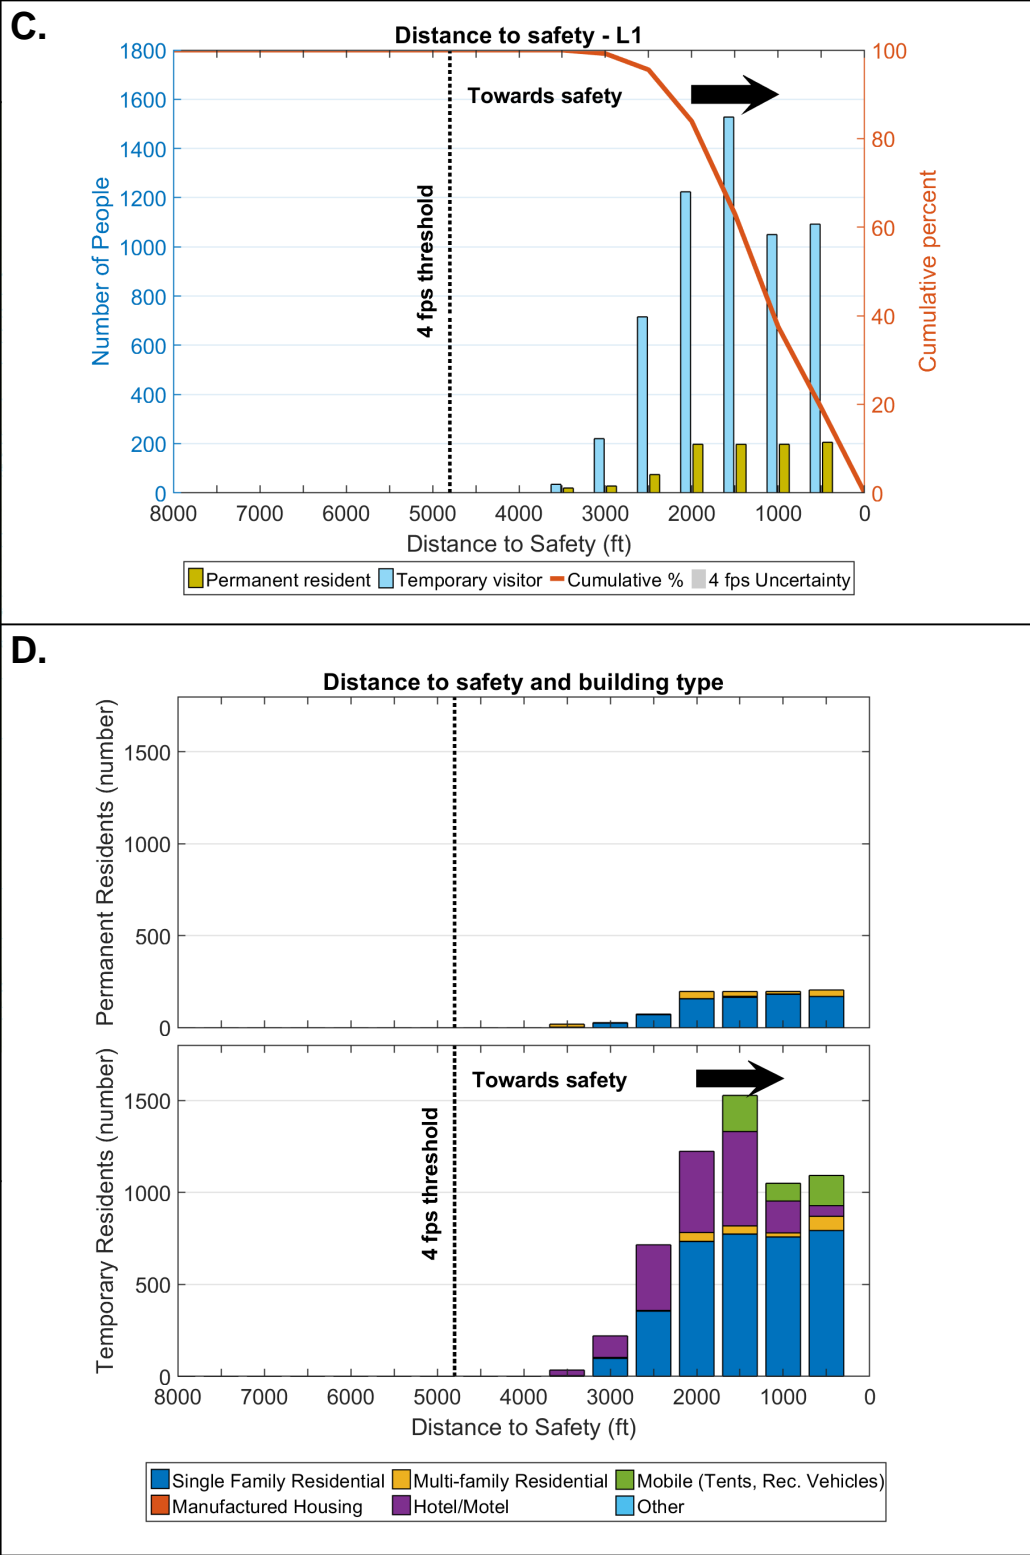 C.
Distance to safety - L1
1800
1600
1400
1200
1000
800
600
400
200
0
Number of People
100
80
60
40
20
0
Cumulative percent
Towards safety
4 fps threshold
8000 7000 6000 5000 4000 3000 2000 1000 0
Distance to Safety (ft)
Permanent resident Temporary visitor Cumulative % 4 fps Uncertainty
D.
Distance to safety and building type
1500
1000
500
0
Permanent Residents (number)
1500
1000
500
0
Temporary Residents (number)
Towards safety
4 fps threshold
8000 7000 6000 5000 4000 3000 2000 1000 0
Distance to Safety (ft)
Single Family Residential Multi-family Residential Mobile (Tents, Rec. Vehicles)
Manufactured Housing Hotel/Motel Other